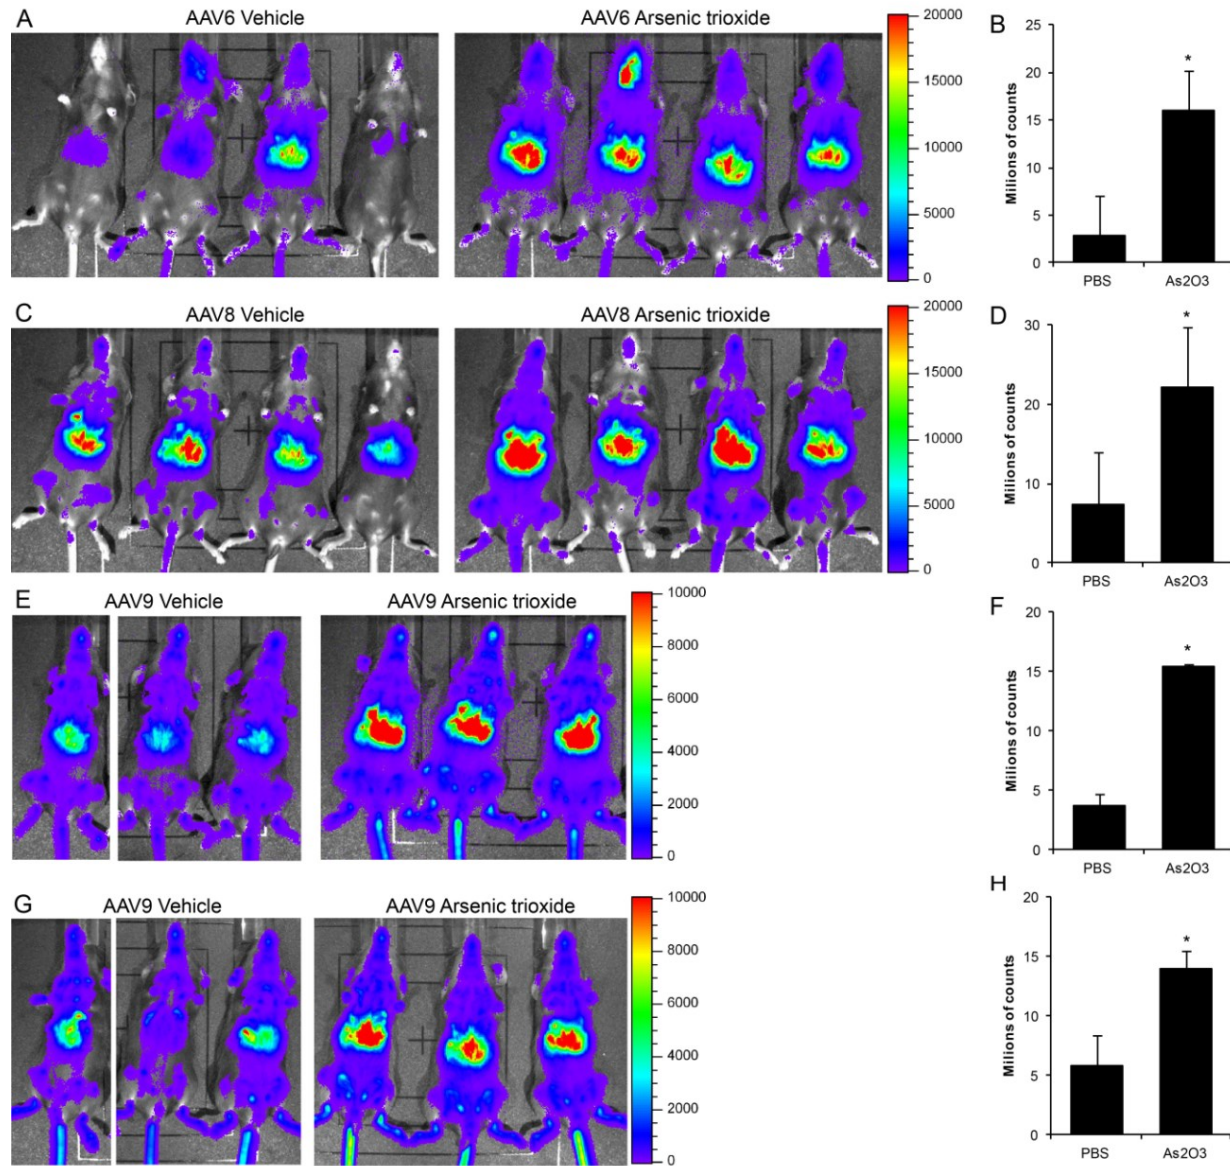 A
AAV6 Vehicle
AAV6 Arsenic trioxide
20000
15000
10000
5000
0
B
Milions of counts
25
20
15
10
5
0
*
PBS
As2O3
C
AAV8 Vehicle
AAV8 Arsenic trioxide
20000
15000
10000
5000
0
D
Milions of counts
30
20
10
0
*
PBS
As2O3
E
AAV9 Vehicle
AAV9 Arsenic trioxide
10000
8000
6000
4000
2000
0
F
Milions of counts
20
15
10
5
0
*
PBS
As2O3
G
AAV9 Vehicle
AAV9 Arsenic trioxide
10000
8000
6000
4000
2000
0
H
Milions of counts
20
15
10
5
0
*
PBS
As2O3